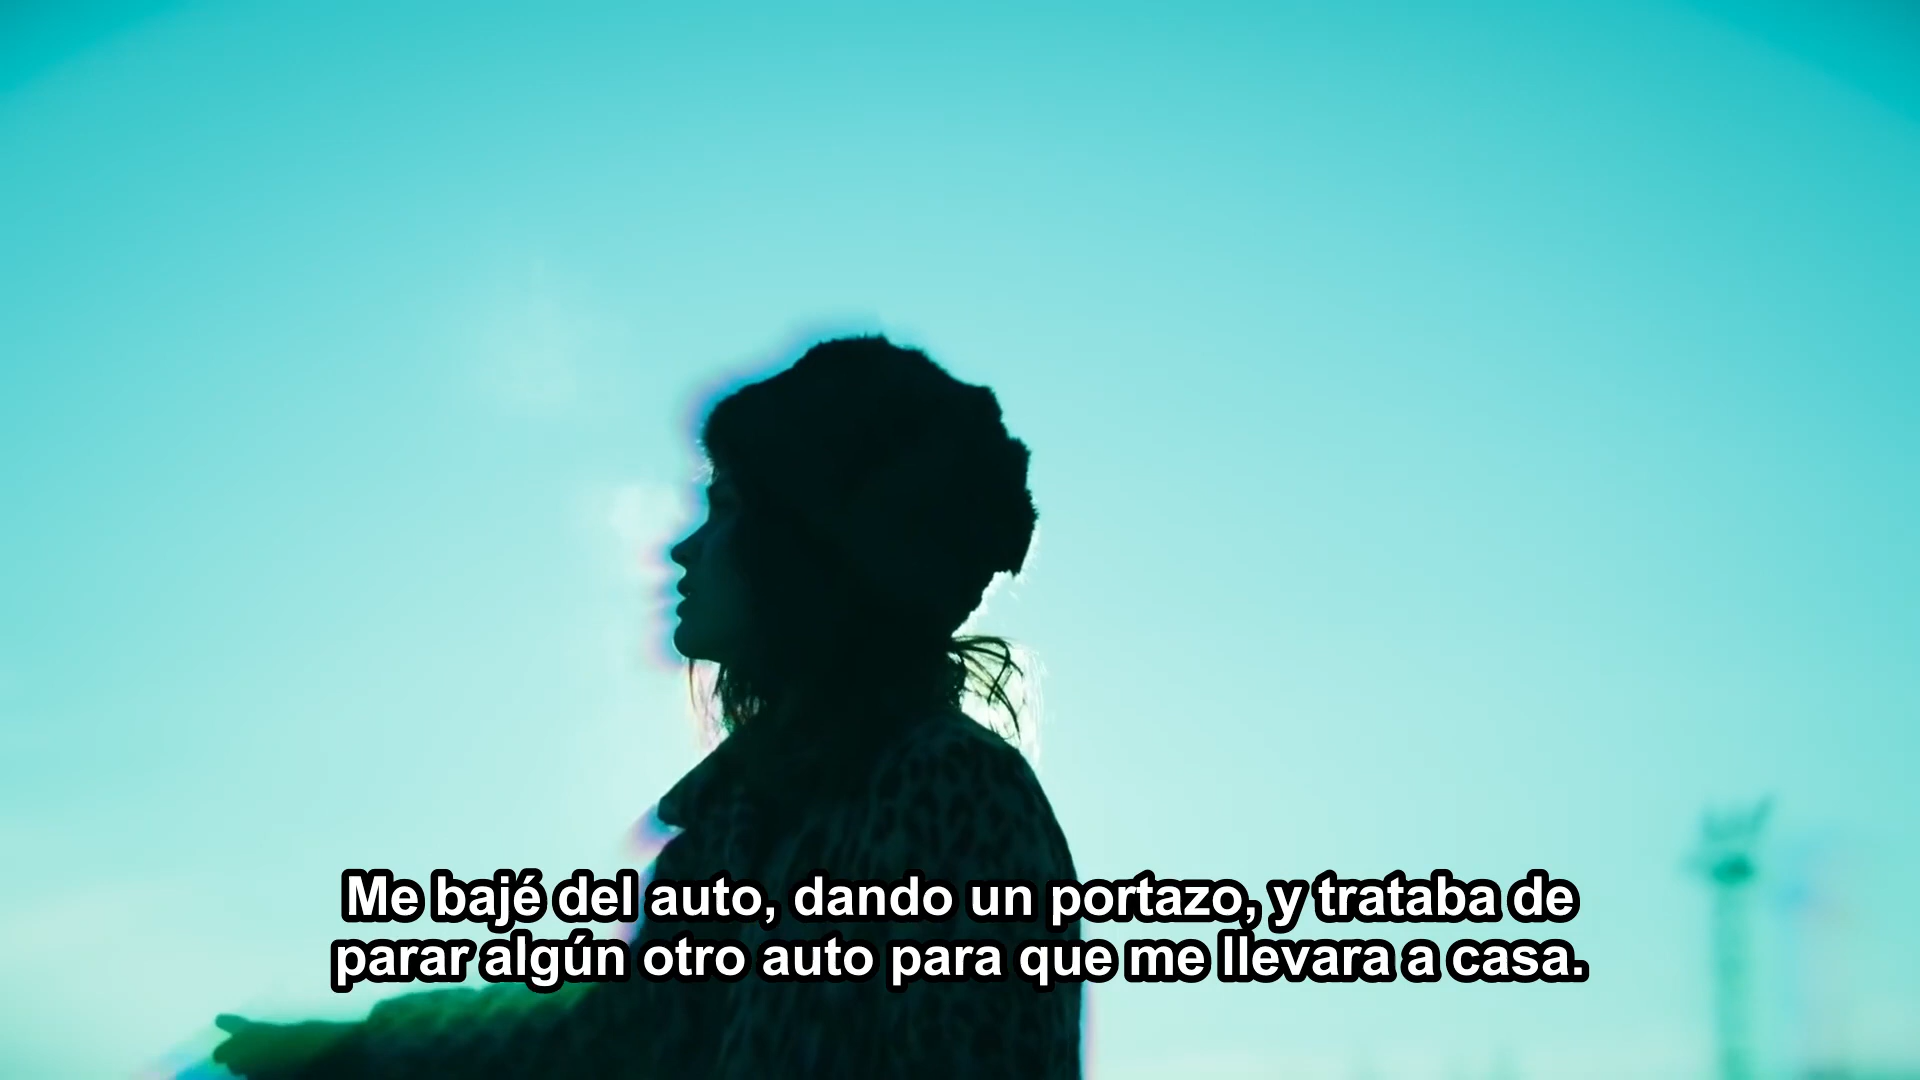 Me bajé del auto, dando un portazo, y trataba de
parar algún otro auto para que me llevara a casa.